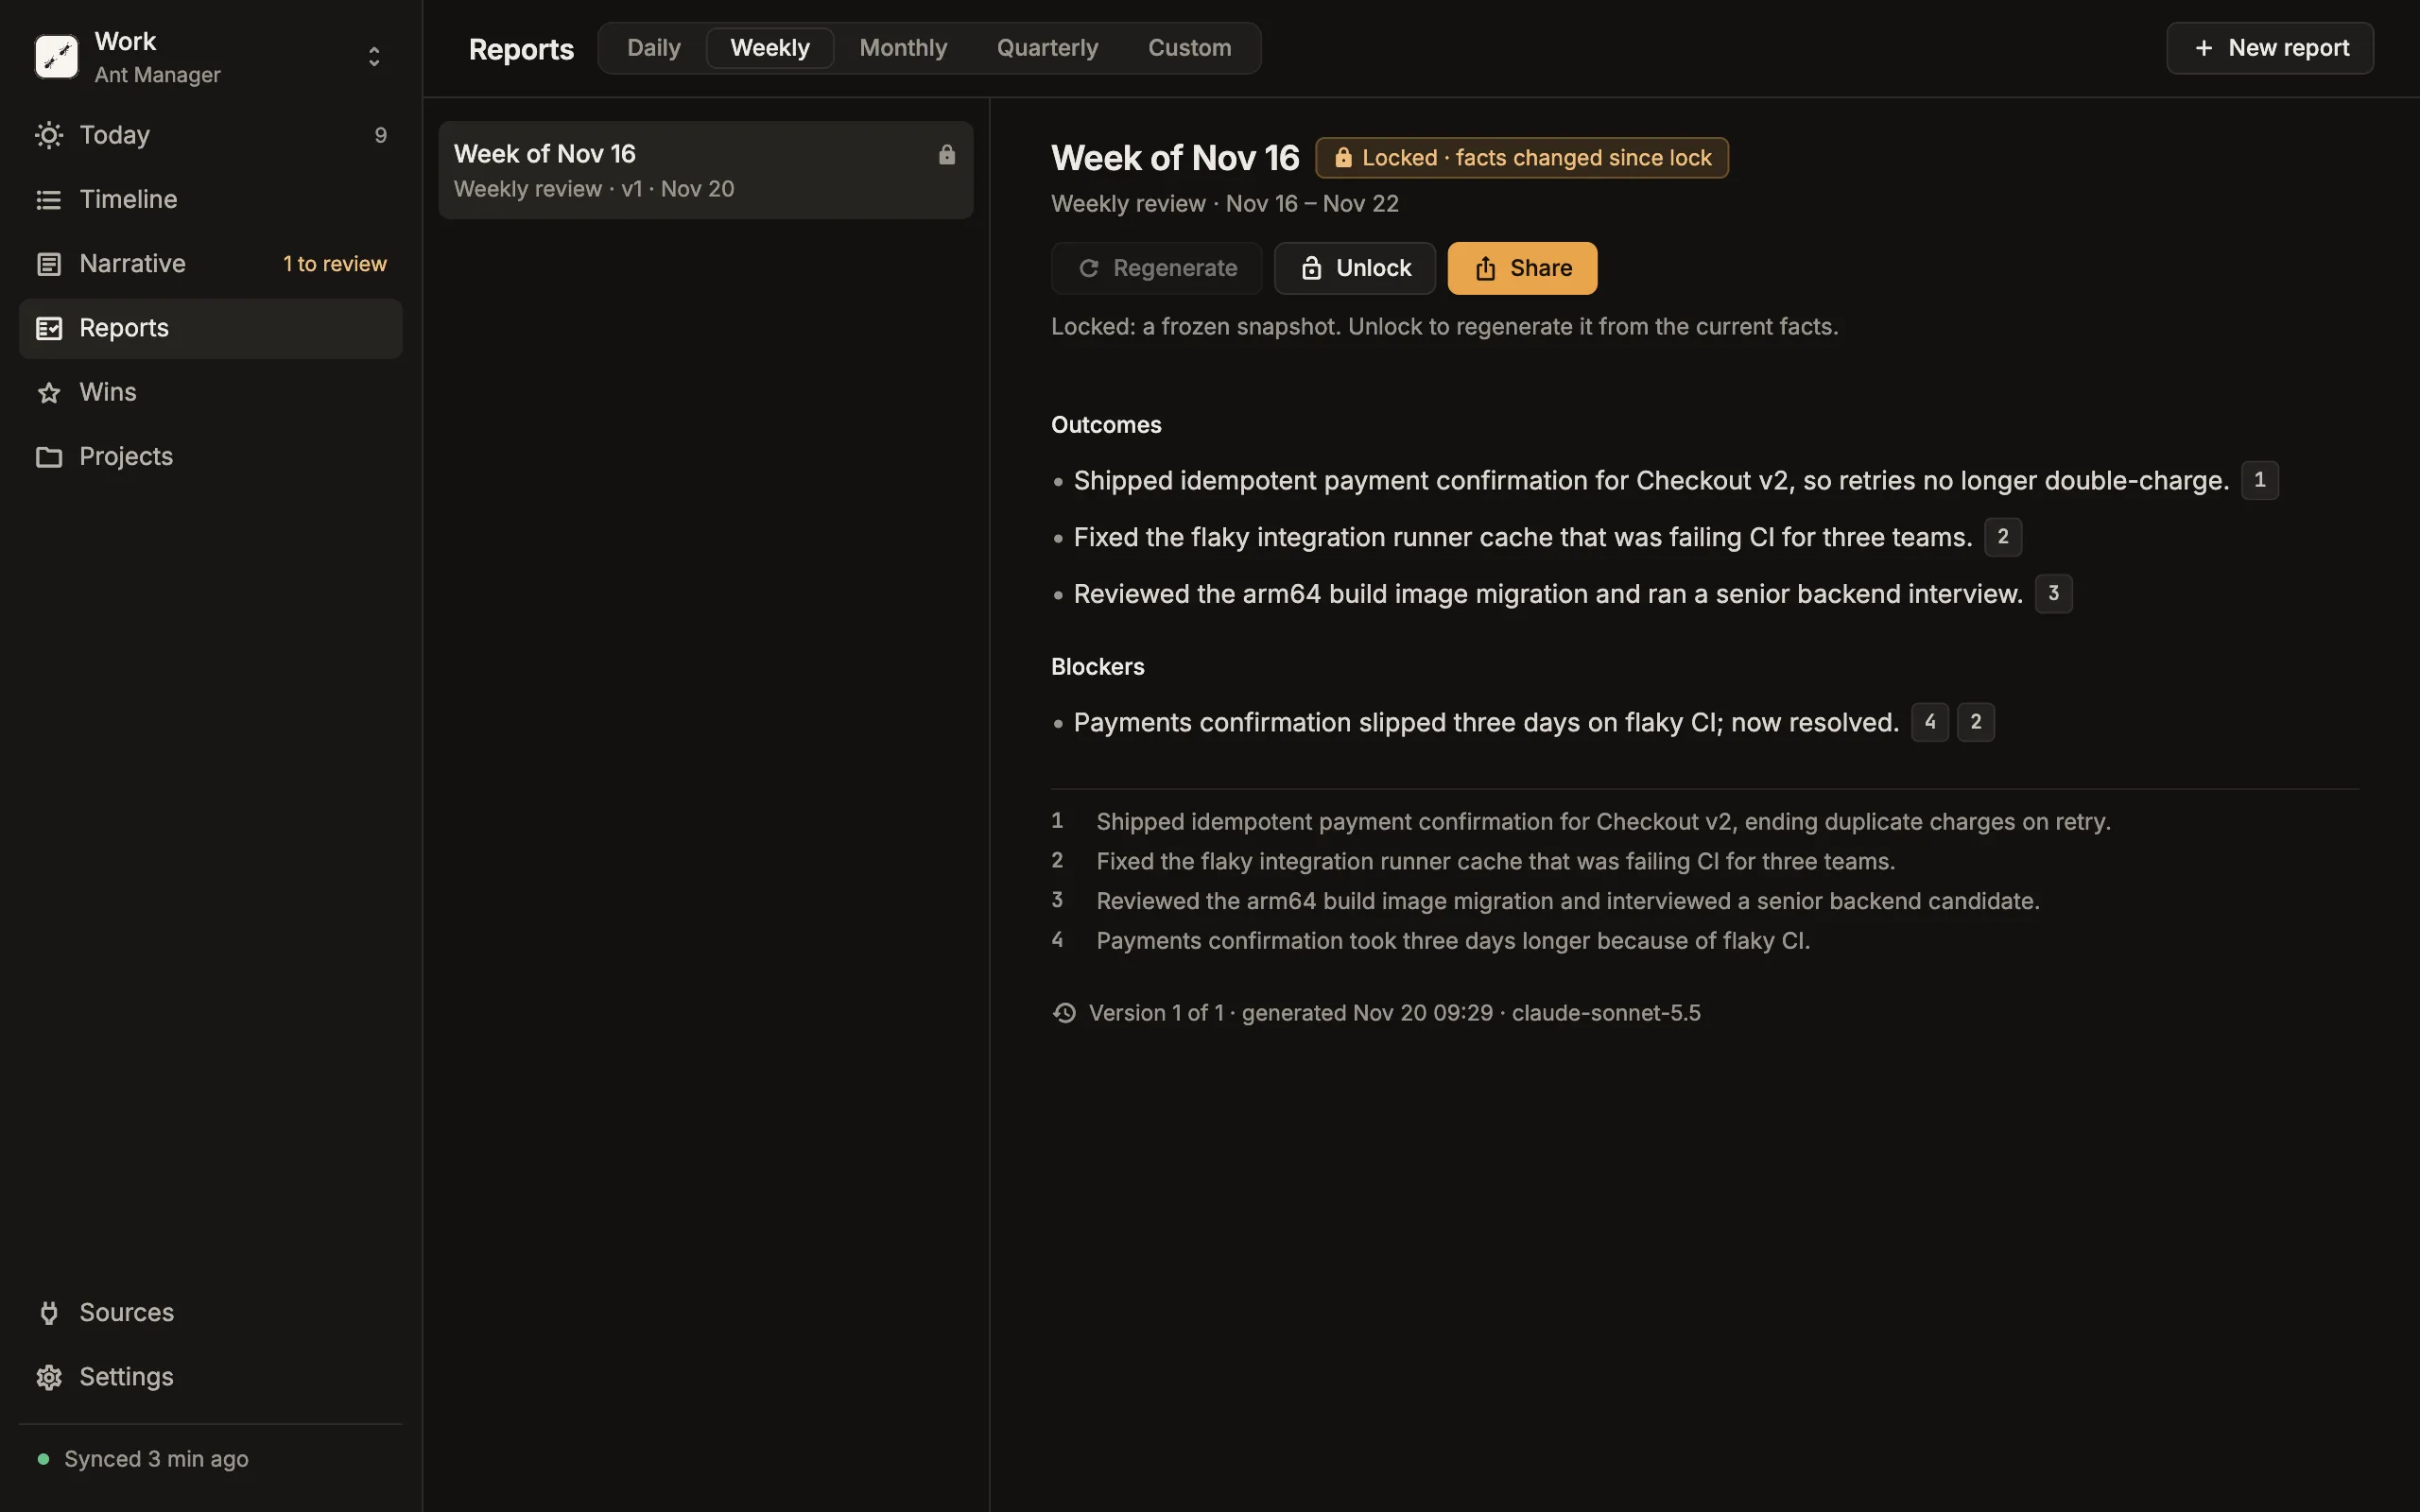 Work
Ant Manager
Today 9
Timeline
Narrative 1 to review
Reports
Wins
Projects
Sources
Settings
Synced 3 min ago
Reports Daily Weekly Monthly Quarterly Custom
New report
Week of Nov 16
Weekly review · v1 · Nov 20
Week of Nov 16 Locked · facts changed since lock
Weekly review · Nov 16 – Nov 22
Regenerate Unlock Share
Locked: a frozen snapshot. Unlock to regenerate it from the current facts.
Outcomes
• Shipped idempotent payment confirmation for Checkout v2, so retries no longer double-charge. 1
• Fixed the flaky integration runner cache that was failing CI for three teams. 2
• Reviewed the arm64 build image migration and ran a senior backend interview. 3
Blockers
• Payments confirmation slipped three days on flaky CI; now resolved. 4 2
1 Shipped idempotent payment confirmation for Checkout v2, ending duplicate charges on retry.
2 Fixed the flaky integration runner cache that was failing CI for three teams.
3 Reviewed the arm64 build image migration and interviewed a senior backend candidate.
4 Payments confirmation took three days longer because of flaky CI.
Version 1 of 1 · generated Nov 20 09:29 · claude-sonnet-5.5